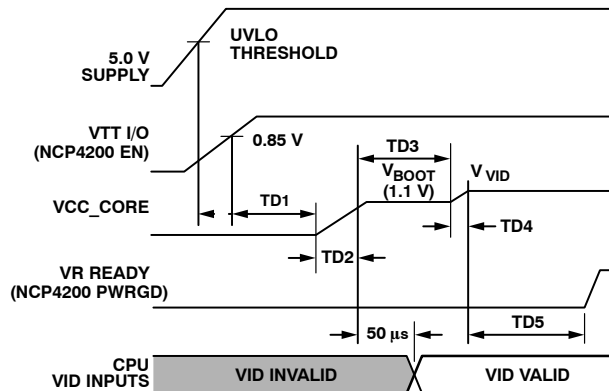 5.0 V
SUPPLY
UVLO
THRESHOLD
VTT I/O
(NCP4200 EN)
0.85 V
TD3
VBOOT
(1.1 V)
V VID
VCC_CORE
TD1
TD4
TD2
VR READY
(NCP4200 PWRGD)
TD5
50 µs
CPU
VID INPUTS
VID INVALID
VID VALID